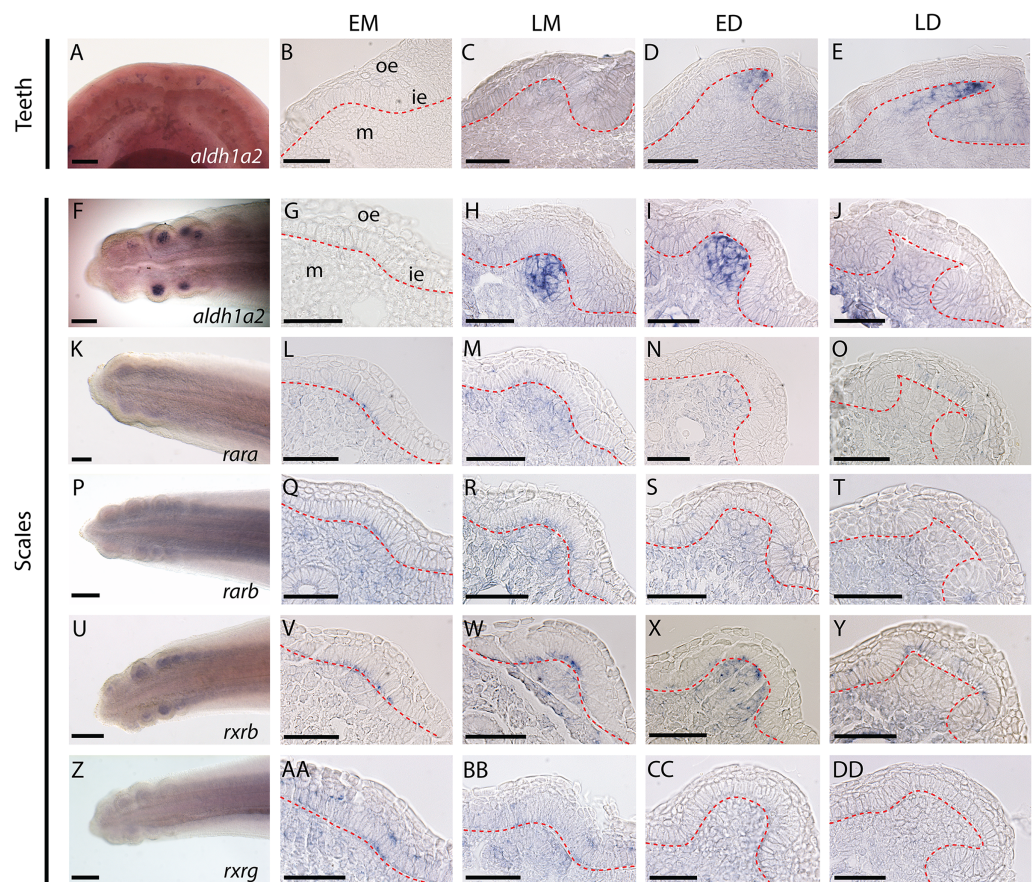 EM LM ED LD
Teeth
A B C D E
oe
ie
m
aldh1a2
Scales
F G H I J
oe
ie
m
aldh1a2
K L M N O
rara
P Q R S T
rarb
U V W X Y
rxrb
Z AA BB CC DD
rxrg